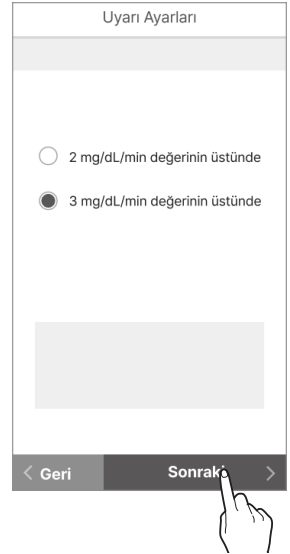 Uyarı Ayarları
2 mg/dL/min değerinin üstünde
3 mg/dL/min değerinin üstünde
Geri Sonraki